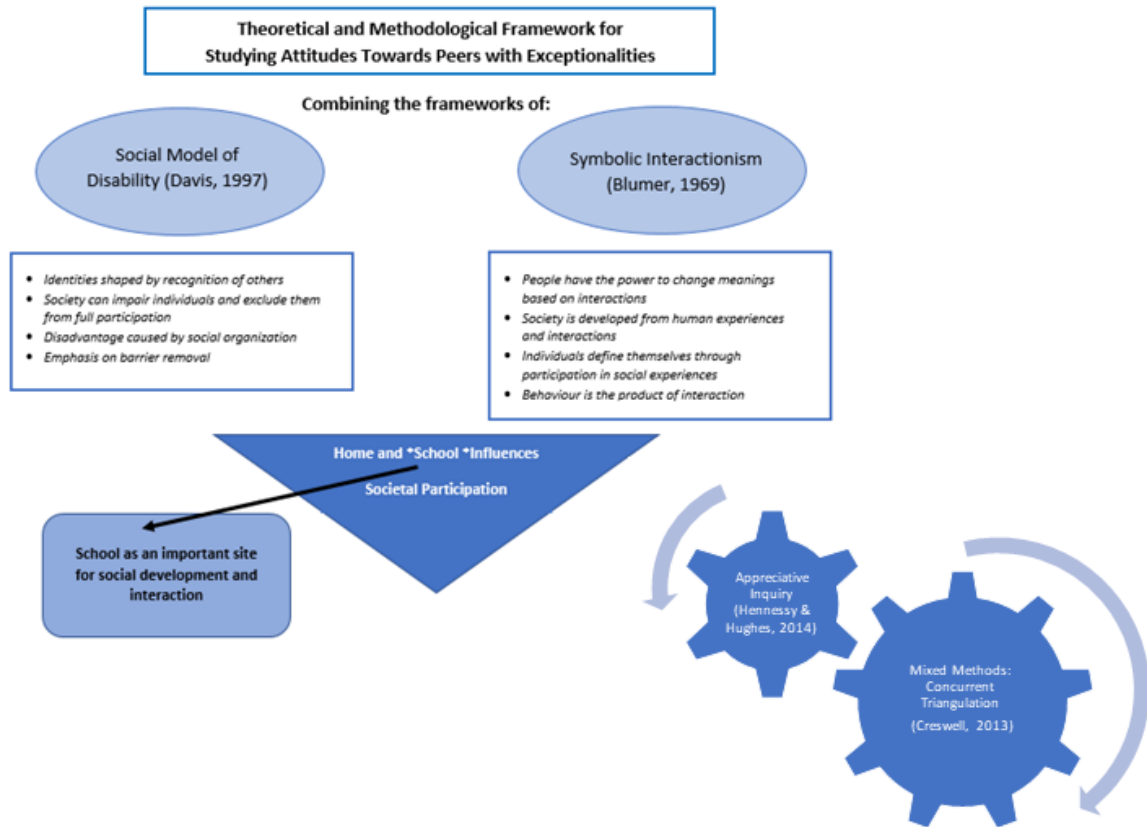 Theoretical and Methodological Framework for
Studying Attitudes Towards Peers with Exceptionalities
Combining the frameworks of:
Social Model of
Disability (Davis, 1997)
Symbolic Interactionism
(Blumer, 1969)
• Identities shaped by recognition of others
• Society can impair individuals and exclude them
from full participation
• Disadvantage caused by social organization
• Emphasis on barrier removal
• People have the power to change meanings
based on interactions
• Society is developed from human experiences
and interactions
• Individuals define themselves through
participation in social experiences
• Behaviour is the product of interaction
Home and *School *Influences
Societal Participation
School as an important site
for social development and
interaction
Appreciative
Inquiry
(Hennessy &
Hughes, 2014)
Mixed Methods:
Concurrent
Triangulation
(Creswell, 2013)